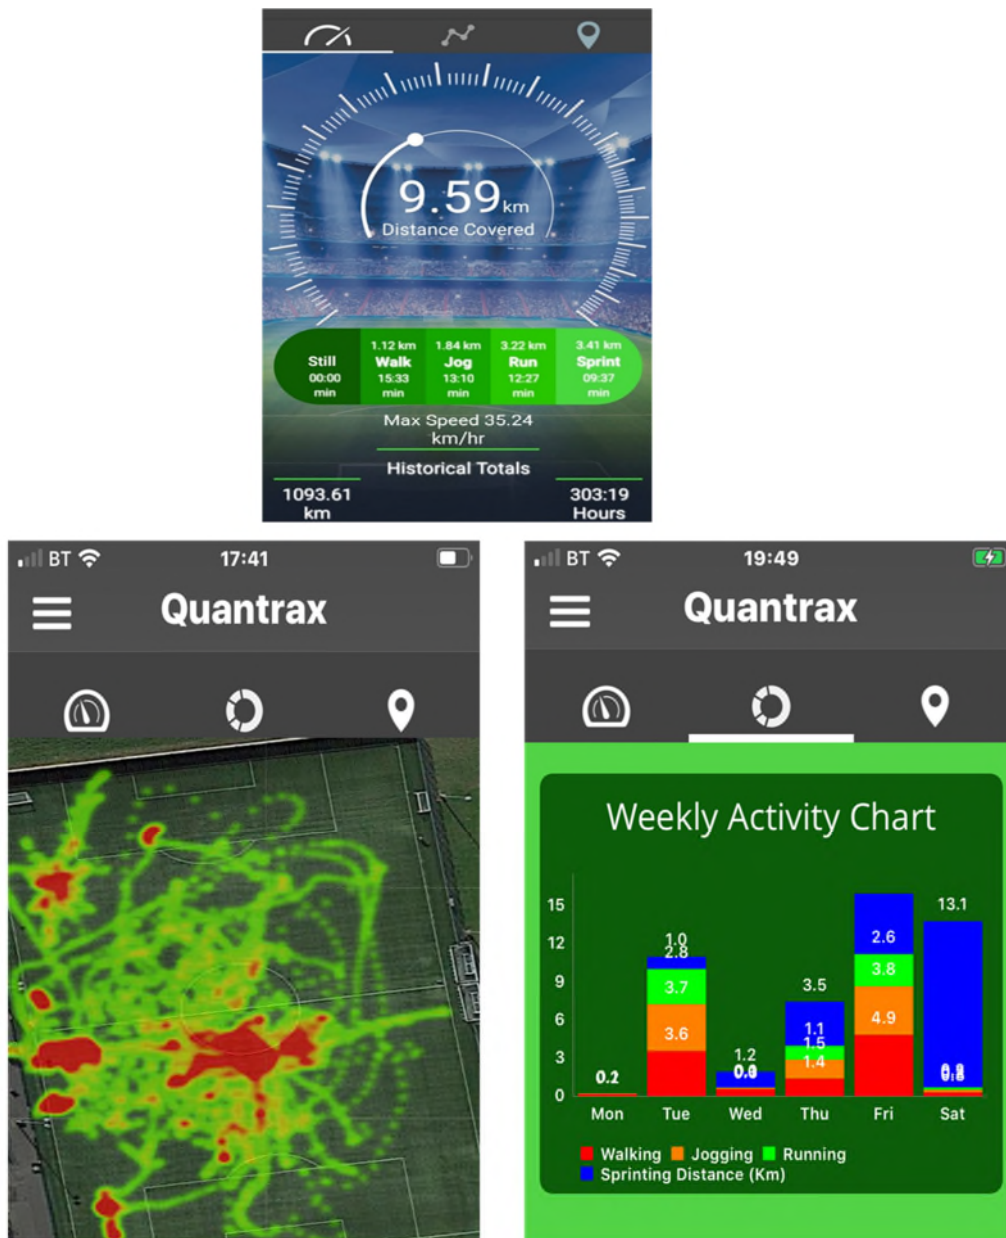 9.59 km
Distance Covered
1.12 km 1.84 km 3.22 km 3.41 km
Still Walk Jog Run Sprint
00:00 15:33 13:10 12:27 09:37
min min min min min
Max Speed 35.24
km/hr
Historical Totals
1093.61 303:19
km Hours
BT 17:41
Quantrax
BT 19:49
Quantrax
Weekly Activity Chart
15
12
9
6
3
0
1.0
2.8
3.7
3.6
1.2
3.5
1.1
1.5
1.4
2.6
3.8
4.9
13.1
Mon Tue Wed Thu Fri Sat
Walking Jogging Running
Sprinting Distance (Km)